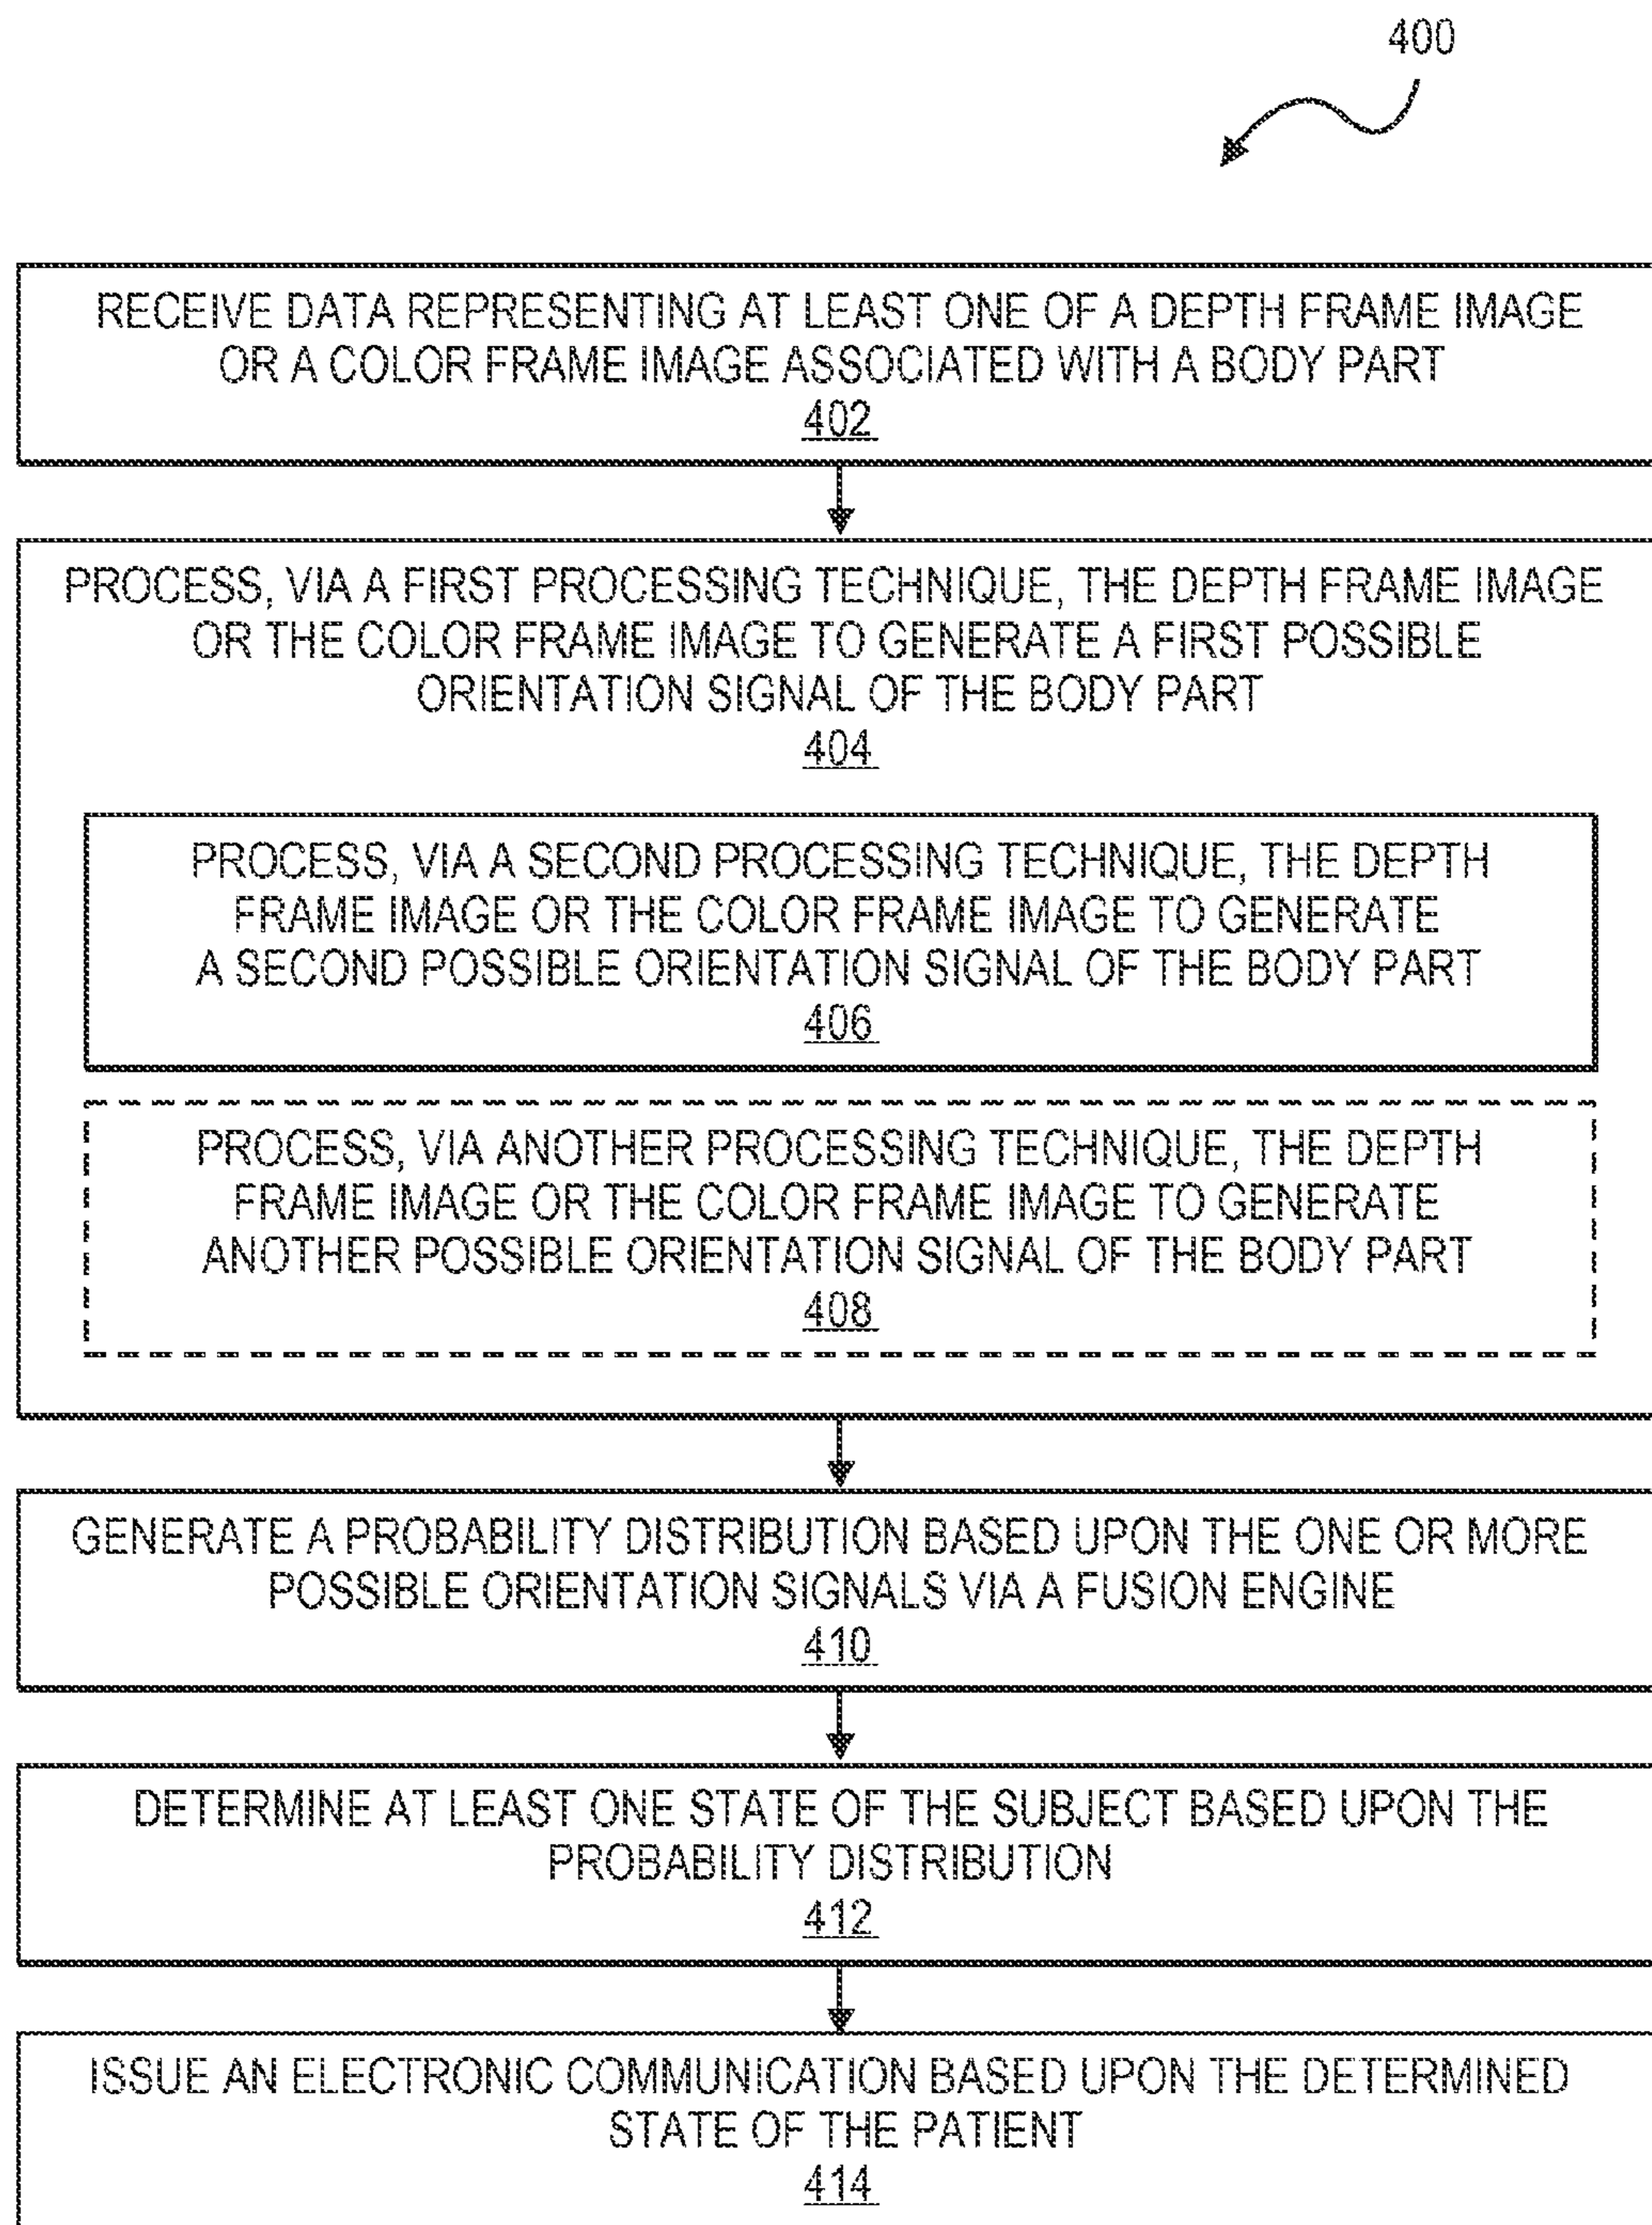 400
RECEIVE DATA REPRESENTING AT LEAST ONE OF A DEPTH FRAME IMAGE
OR A COLOR FRAME IMAGE ASSOCIATED WITH A BODY PART
402
PROCESS, VIA A FIRST PROCESSING TECHNIQUE, THE DEPTH FRAME IMAGE
OR THE COLOR FRAME IMAGE TO GENERATE A FIRST POSSIBLE
ORIENTATION SIGNAL OF THE BODY PART
404
PROCESS, VIA A SECOND PROCESSING TECHNIQUE, THE DEPTH
FRAME IMAGE OR THE COLOR FRAME IMAGE TO GENERATE
A SECOND POSSIBLE ORIENTATION SIGNAL OF THE BODY PART
406
PROCESS, VIA ANOTHER PROCESSING TECHNIQUE, THE DEPTH
FRAME IMAGE OR THE COLOR FRAME IMAGE TO GENERATE
ANOTHER POSSIBLE ORIENTATION SIGNAL OF THE BODY PART
408
GENERATE A PROBABILITY DISTRIBUTION BASED UPON THE ONE OR MORE
POSSIBLE ORIENTATION SIGNALS VIA A FUSION ENGINE
410
DETERMINE AT LEAST ONE STATE OF THE SUBJECT BASED UPON THE
PROBABILITY DISTRIBUTION
412
ISSUE AN ELECTRONIC COMMUNICATION BASED UPON THE DETERMINED
STATE OF THE PATIENT
414